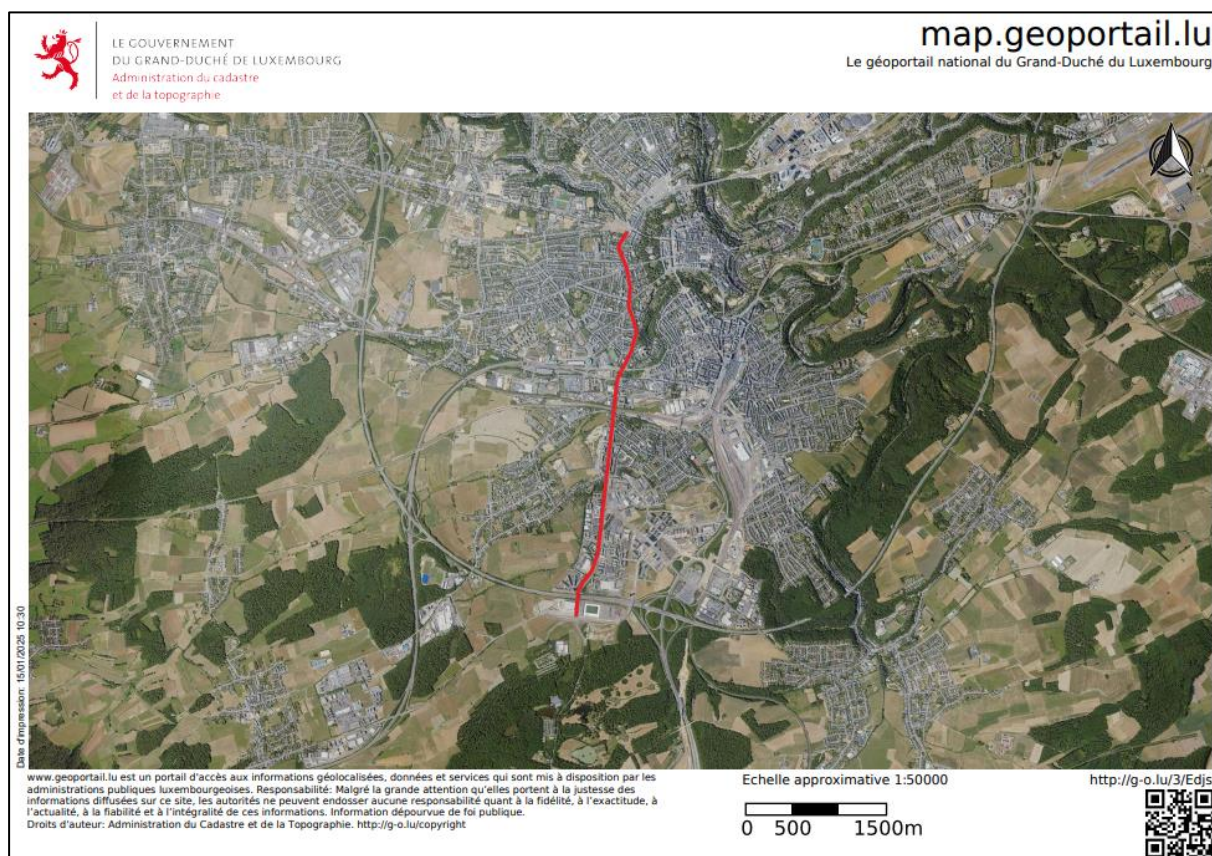 LE GOUVERNEMENT
DU GRAND-DUCHÉ DE LUXEMBOURG
Administration du cadastre
et de la topographie
map.geoportail.lu
Le géoportail national du Grand-Duché du Luxembourg
Date d'impression: 15/01/2025 10:30
www.geoportail.lu est un portail d'accès aux informations géolocalisées, données et services qui sont mis à disposition par les
administrations publiques luxembourgeoises. Responsabilité: Malgré la grande attention qu'elles portent à la justesse des
informations diffusées sur ce site, les autorités ne peuvent endosser aucune responsabilité quant à la fidélité, à l'exactitude, à
l'actualité, à la fiabilité et à l'intégralité de ces informations. Information dépourvue de foi publique.
Droits d'auteur: Administration du Cadastre et de la Topographie. http://g-o.lu/copyright
Echelle approximative 1:50000
0 500 1500m
http://g-o.lu/3/Edjs